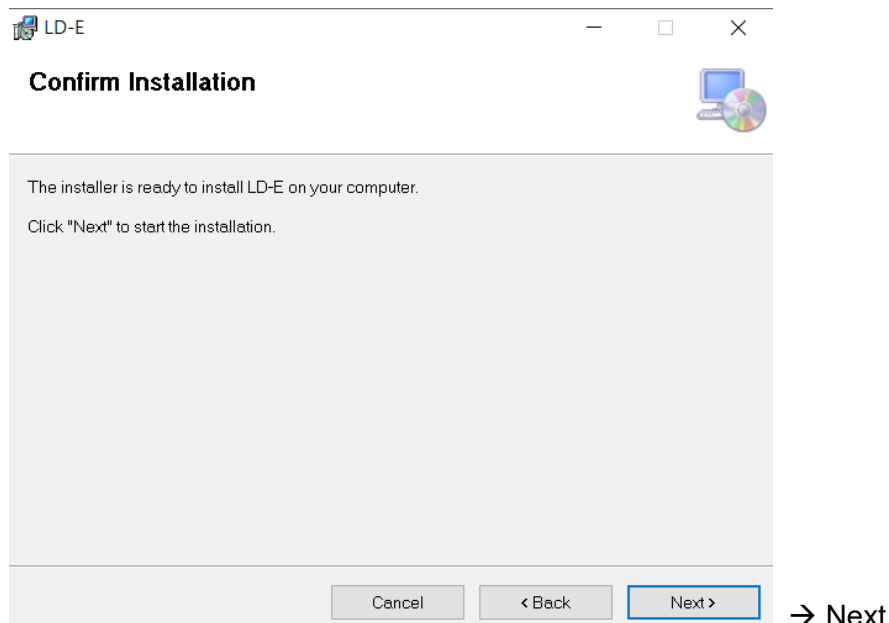 LD-E
Confirm Installation
The installer is ready to install LD-E on your computer.
Click "Next" to start the installation.
Cancel < Back Next >
→ Next